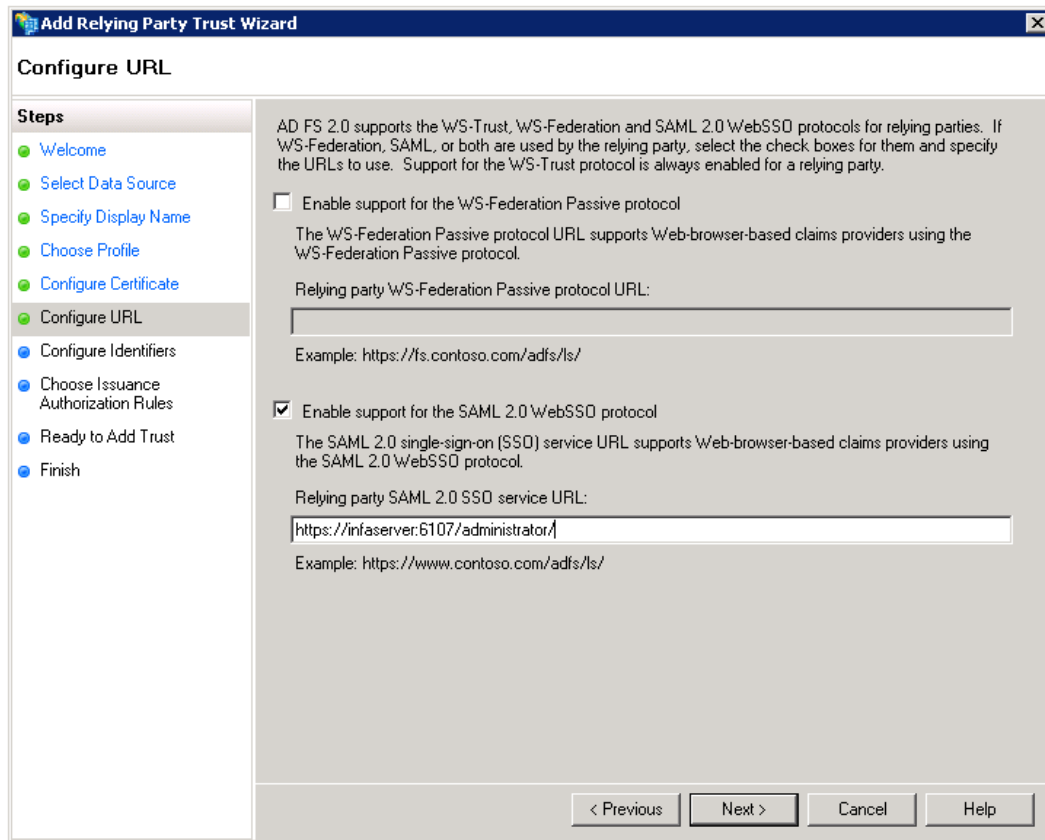 Add Relying Party Trust Wizard
Configure URL
Steps
Welcome
Select Data Source
Specify Display Name
Choose Profile
Configure Certificate
Configure URL
Configure Identifiers
Choose Issuance
Authorization Rules
Ready to Add Trust
Finish
AD FS 2.0 supports the WS-Trust, WS-Federation and SAML 2.0 WebSSO protocols for relying parties.  If
WS-Federation, SAML, or both are used by the relying party, select the check boxes for them and specify
the URLs to use.  Support for the WS-Trust protocol is always enabled for a relying party.
Enable support for the WS-Federation Passive protocol
The WS-Federation Passive protocol URL supports Web-browser-based claims providers using the
WS-Federation Passive protocol.
Relying party WS-Federation Passive protocol URL:
Example: https://fs.contoso.com/adfs/ls/
Enable support for the SAML 2.0 WebSSO protocol
The SAML 2.0 single-sign-on (SSO) service URL supports Web-browser-based claims providers using
the SAML 2.0 WebSSO protocol.
Relying party SAML 2.0 SSO service URL:
https://infaserver:6107/administrator/
Example: https://www.contoso.com/adfs/ls/
< Previous
Next >
Cancel
Help